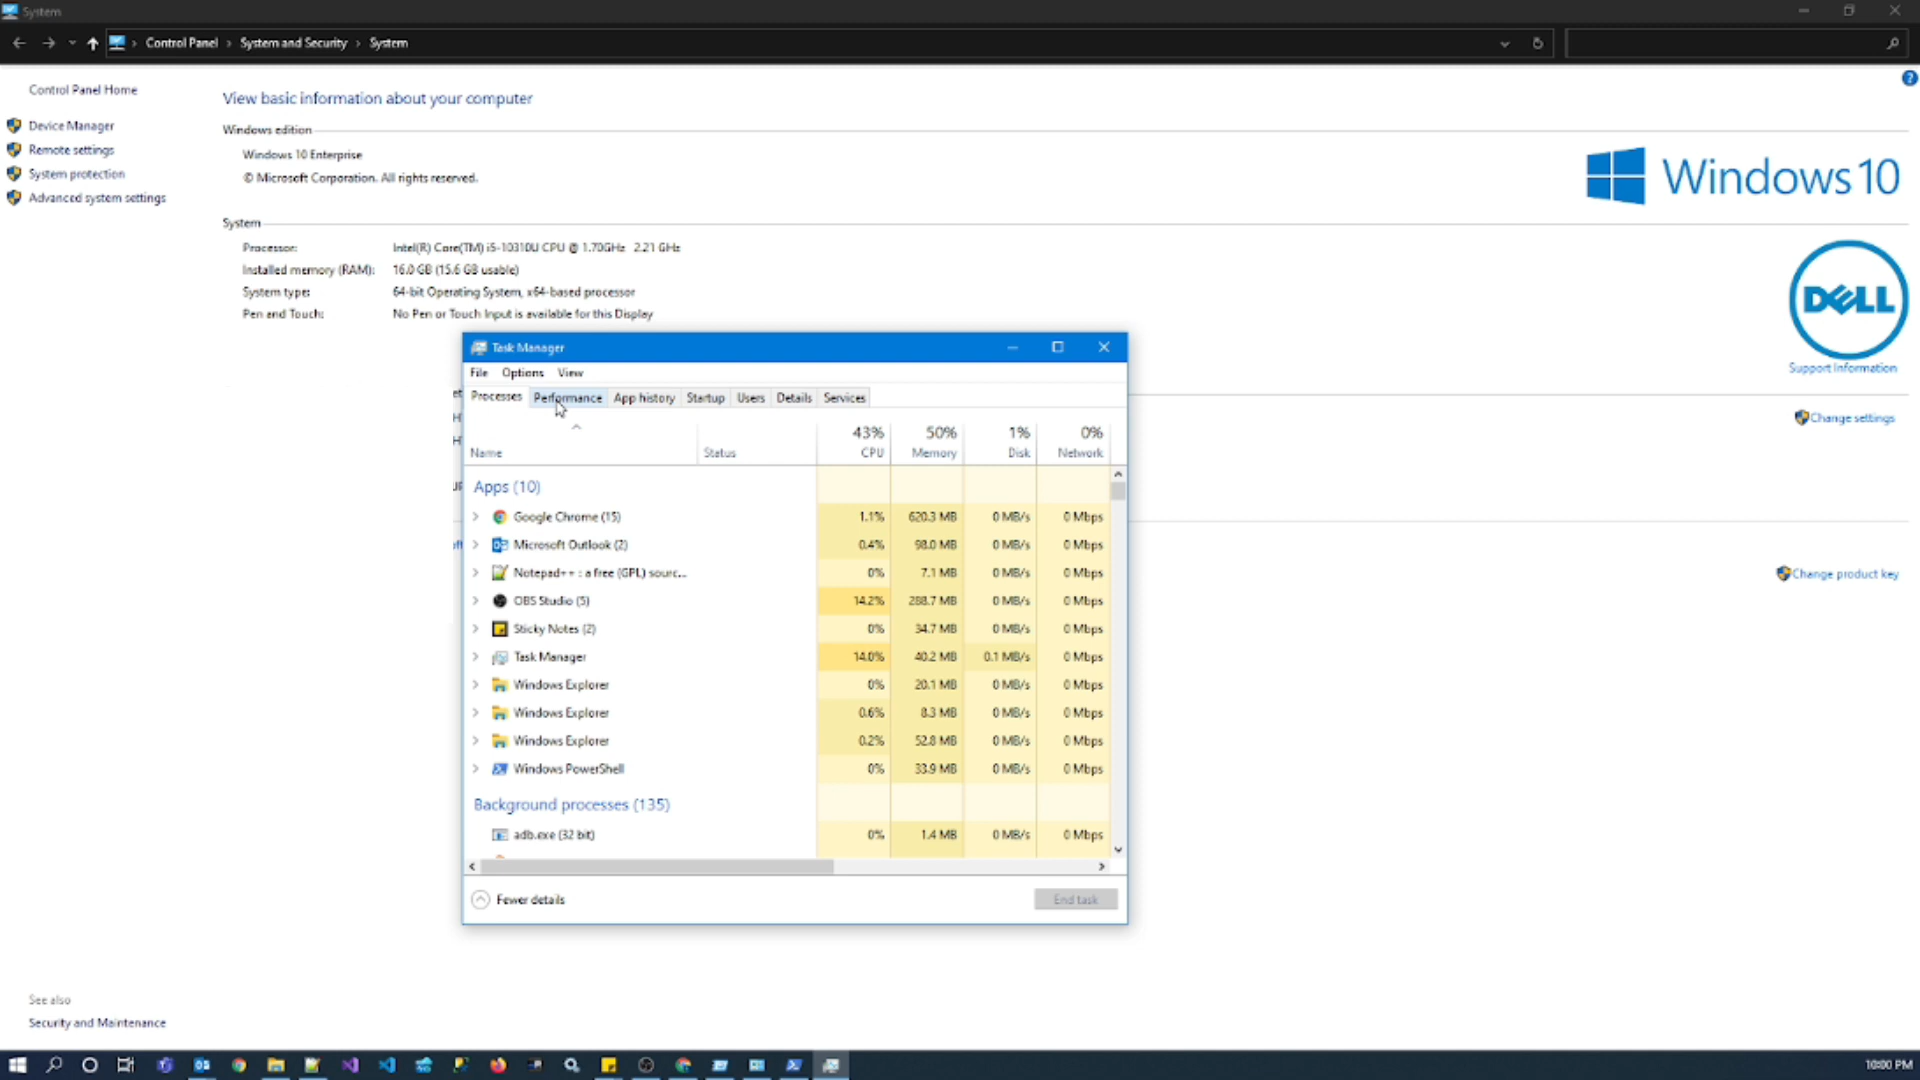 System
Control Panel › System and Security › System
Control Panel Home
Device Manager
Remote settings
System protection
Advanced system settings
View basic information about your computer
Windows edition
Windows 10 Enterprise
© Microsoft Corporation. All rights reserved.
Windows 10
System
Processor: Intel(R) Core(TM) i5-10310U CPU @ 1.70GHz 2.21 GHz
Installed memory (RAM): 16.0 GB (15.6 GB usable)
System type: 64-bit Operating System, x64-based processor
Pen and Touch: No Pen or Touch Input is available for this Display
DELL
Support Information
Change settings
Change product key
Task Manager
File Options View
Processes Performance App history Startup Users Details Services
43% 50% 1% 0%
Name Status CPU Memory Disk Network
Apps (10)
Google Chrome (15) 1.1% 620.3 MB 0 MB/s 0 Mbps
Microsoft Outlook (2) 0.4% 98.0 MB 0 MB/s 0 Mbps
Notepad++ : a free (GPL) sourc... 0% 7.1 MB 0 MB/s 0 Mbps
OBS Studio (5) 14.2% 288.7 MB 0 MB/s 0 Mbps
Sticky Notes (2) 0% 34.7 MB 0 MB/s 0 Mbps
Task Manager 14.0% 40.2 MB 0.1 MB/s 0 Mbps
Windows Explorer 0% 20.1 MB 0 MB/s 0 Mbps
Windows Explorer 0.6% 8.3 MB 0 MB/s 0 Mbps
Windows Explorer 0.2% 52.8 MB 0 MB/s 0 Mbps
Windows PowerShell 0% 33.9 MB 0 MB/s 0 Mbps
Background processes (135)
adb.exe (32 bit) 0% 1.4 MB 0 MB/s 0 Mbps
Fewer details
End task
See also
Security and Maintenance
10:00 PM